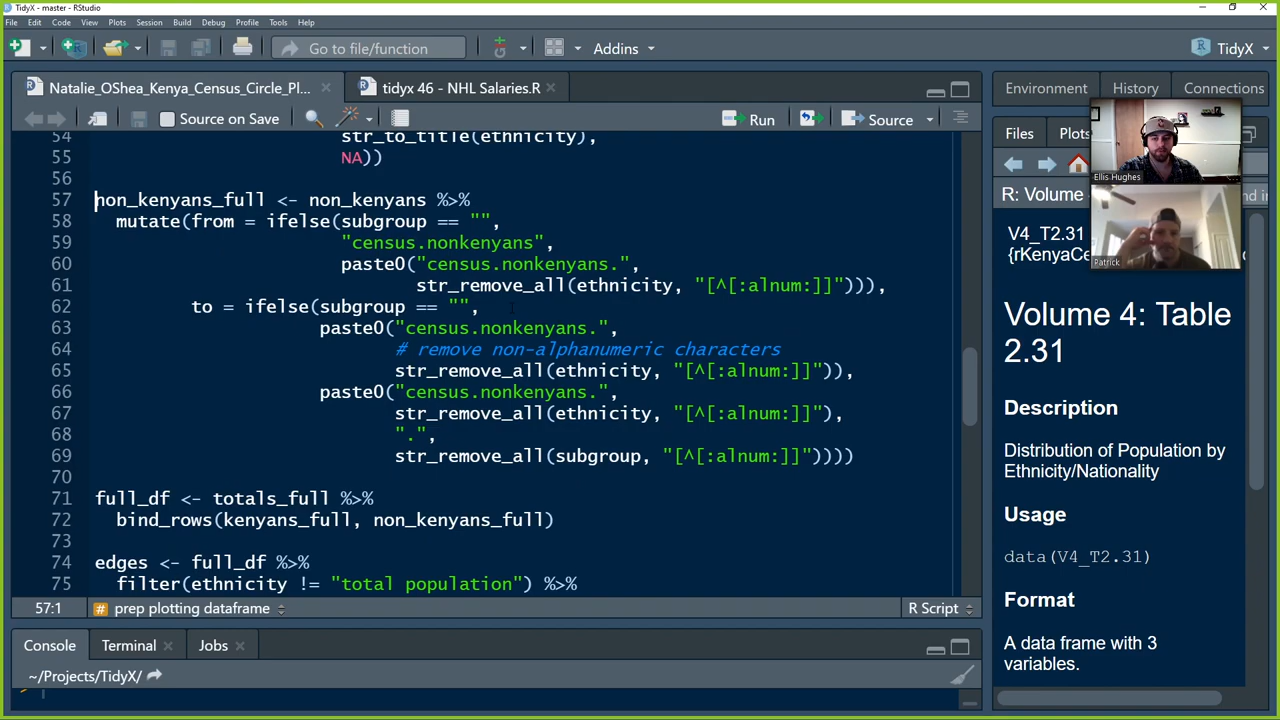 TidyX - master - RStudio
File Edit Code View Plots Session Build Debug Profile Tools Help
Go to file/function
Addins
TidyX
Natalie_OShea_Kenya_Census_Circle_Pl...
tidyx 46 - NHL Salaries.R
Environment History Connections
Source on Save
Run
Source
Files Plots
54 str_to_title(ethnicity),
55 NA))
56
57 non_kenyans_full <- non_kenyans %>%
58 mutate(from = ifelse(subgroup == "",
59 "census.nonkenyans",
60 paste0("census.nonkenyans.",
61 str_remove_all(ethnicity, "[^[:alnum:]]"))),
62 to = ifelse(subgroup == "",
63 paste0("census.nonkenyans.",
64 # remove non-alphanumeric characters
65 str_remove_all(ethnicity, "[^[:alnum:]]")),
66 paste0("census.nonkenyans.",
67 str_remove_all(ethnicity, "[^[:alnum:]]"),
68 ".",
69 str_remove_all(subgroup, "[^[:alnum:]]"))))
70
71 full_df <- totals_full %>%
72 bind_rows(kenyans_full, non_kenyans_full)
73
74 edges <- full_df %>%
75 filter(ethnicity != "total population") %>%
57:1 # prep plotting dataframe R Script
Console Terminal Jobs
~/Projects/TidyX/
>
Ellis Hughes
Patrick
R: Volume
nd in
V4_T2.31
{rKenyaCe
Volume 4: Table
2.31
Description
Distribution of Population by
Ethnicity/Nationality
Usage
data(V4_T2.31)
Format
A data frame with 3
variables.